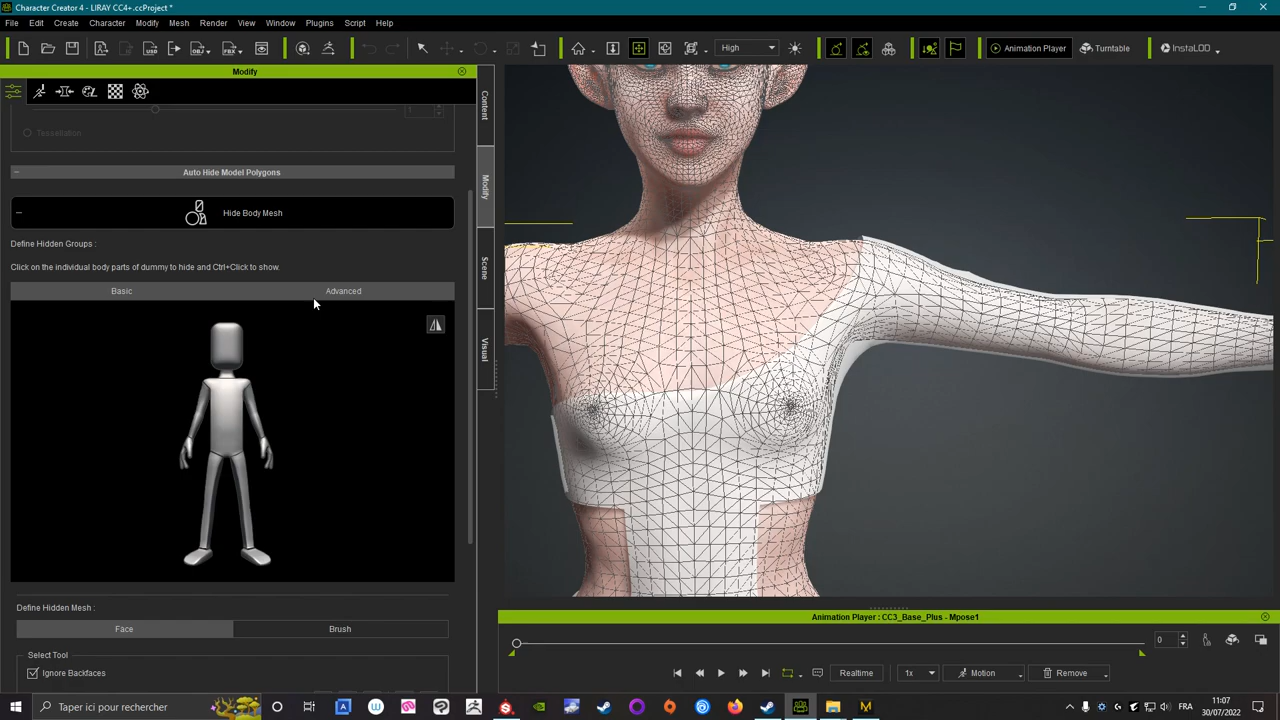 Character Creator 4 - LIRAY CC4+.ccProject *
File Edit Create Character Modify Mesh Render View Window Plugins Script Help
High Animation Player Turntable InstaLOD
Modify
Content
Modify
Scene
Visual
1
Tessellation
Auto Hide Model Polygons
Hide Body Mesh
Define Hidden Groups :
Click on the individual body parts of dummy to hide and Ctrl+Click to show.
Basic Advanced
Define Hidden Mesh :
Face Brush
Select Tool
Ignore Backfaces
Animation Player : CC3_Base_Plus - Mpose1
0
Realtime 1x Motion Remove
Taper ici pour rechercher
FRA
11:07
30/07/2022